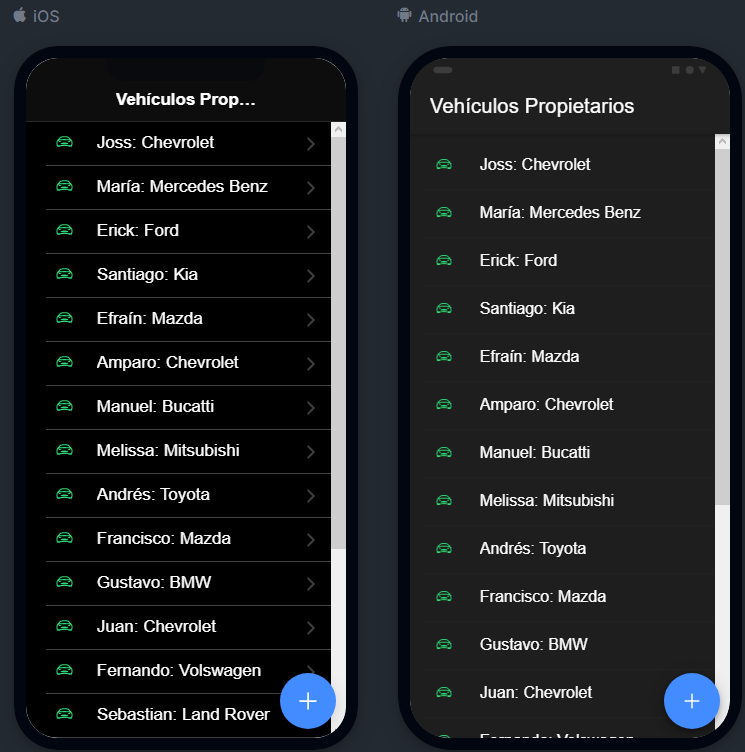 iOS
Vehículos Prop…
Joss: Chevrolet
María: Mercedes Benz
Erick: Ford
Santiago: Kia
Efraín: Mazda
Amparo: Chevrolet
Manuel: Bucatti
Melissa: Mitsubishi
Andrés: Toyota
Francisco: Mazda
Gustavo: BMW
Juan: Chevrolet
Fernando: Volswagen
Sebastian: Land Rover
Android
Vehículos Propietarios
Joss: Chevrolet
María: Mercedes Benz
Erick: Ford
Santiago: Kia
Efraín: Mazda
Amparo: Chevrolet
Manuel: Bucatti
Melissa: Mitsubishi
Andrés: Toyota
Francisco: Mazda
Gustavo: BMW
Juan: Chevrolet
Fernando: Volswagen